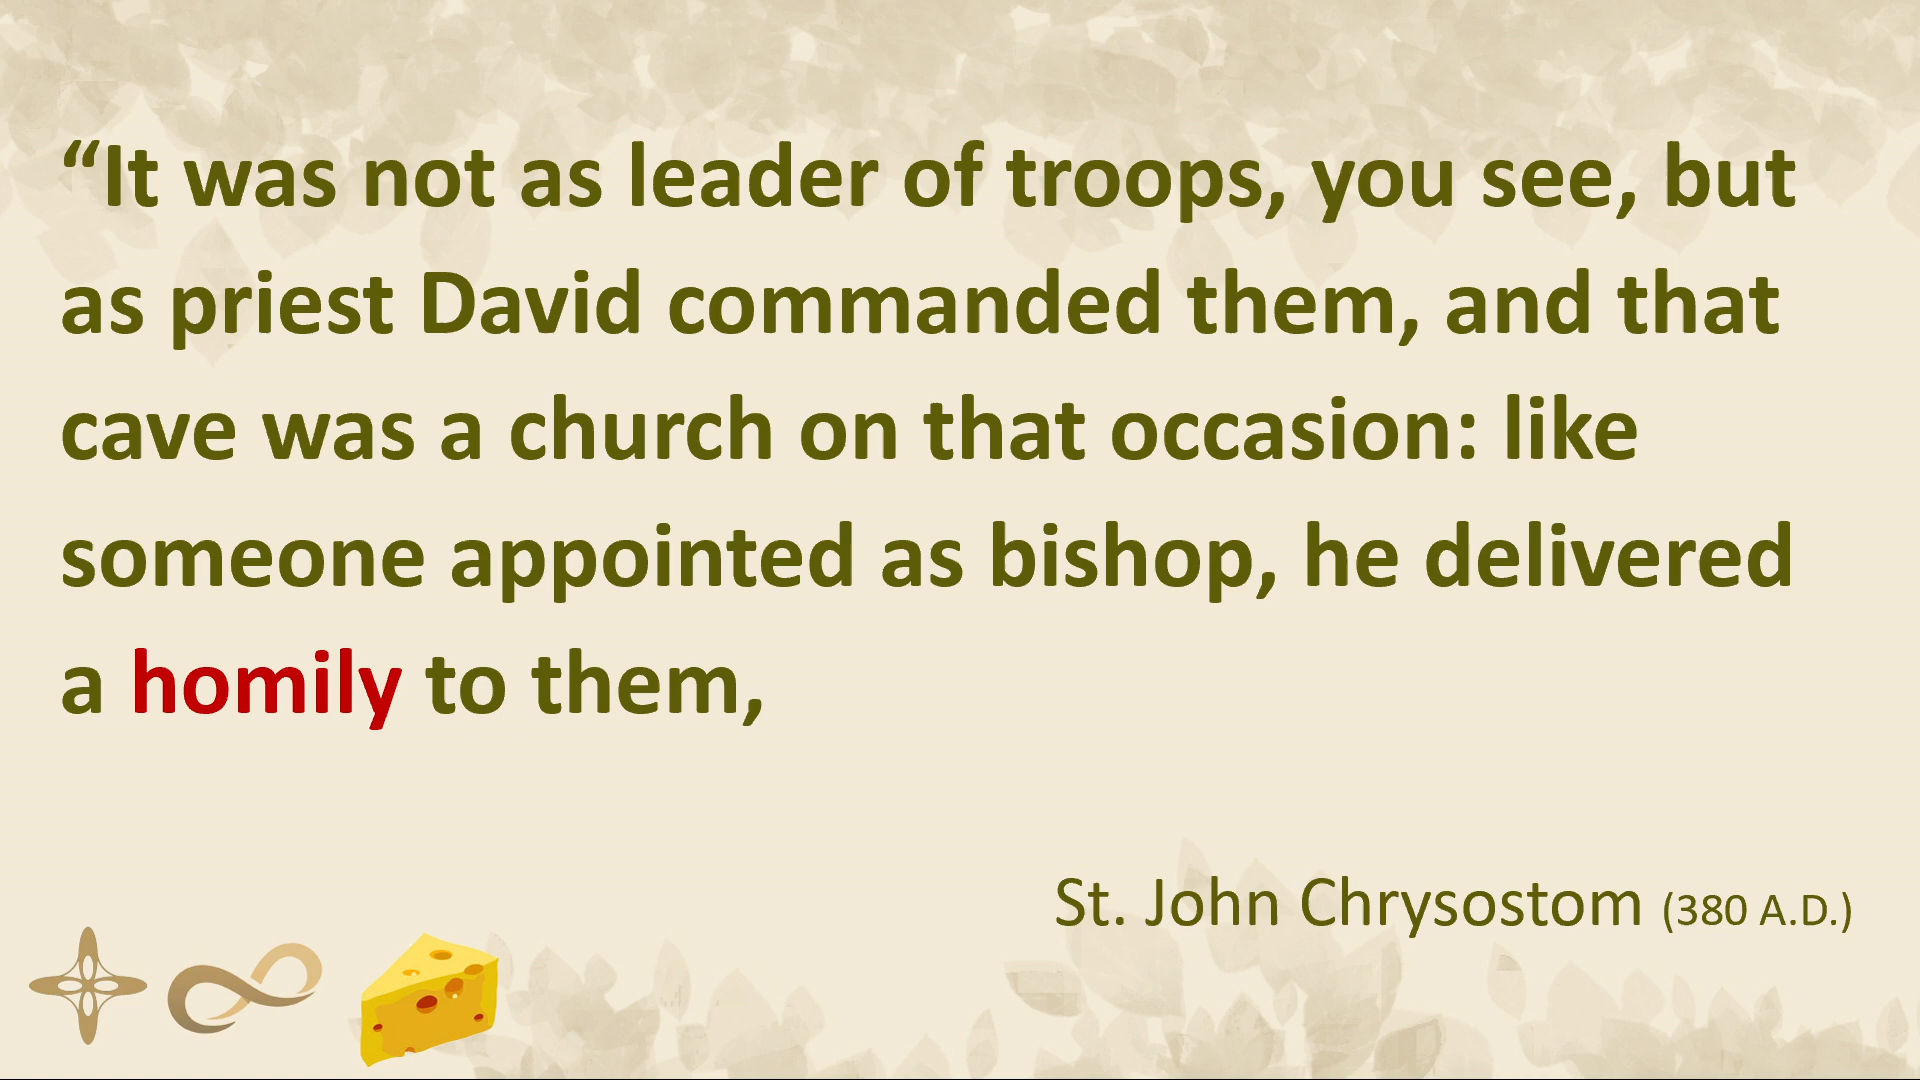 “It was not as leader of troops, you see, but
as priest David commanded them, and that
cave was a church on that occasion: like
someone appointed as bishop, he delivered
a homily to them,
St. John Chrysostom (380 A.D.)